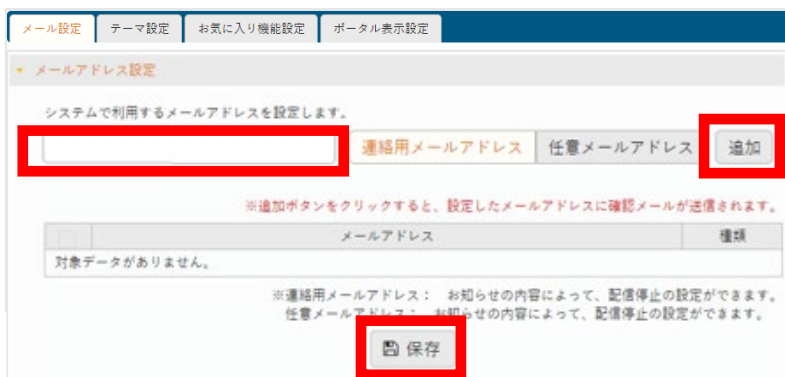 メール設定 テーマ設定 お気に入り機能設定 ポータル表示設定
メールアドレス設定
システムで利用するメールアドレスを設定します。
連絡用メールアドレス 任意メールアドレス 追加
※追加ボタンをクリックすると、設定したメールアドレスに確認メールが送信されます。
メールアドレス 種類
対象データがありません。
※連絡用メールアドレス： お知らせの内容によって、配信停止の設定ができます。
任意メールアドレス： お知らせの内容によって、配信停止の設定ができます。
保存